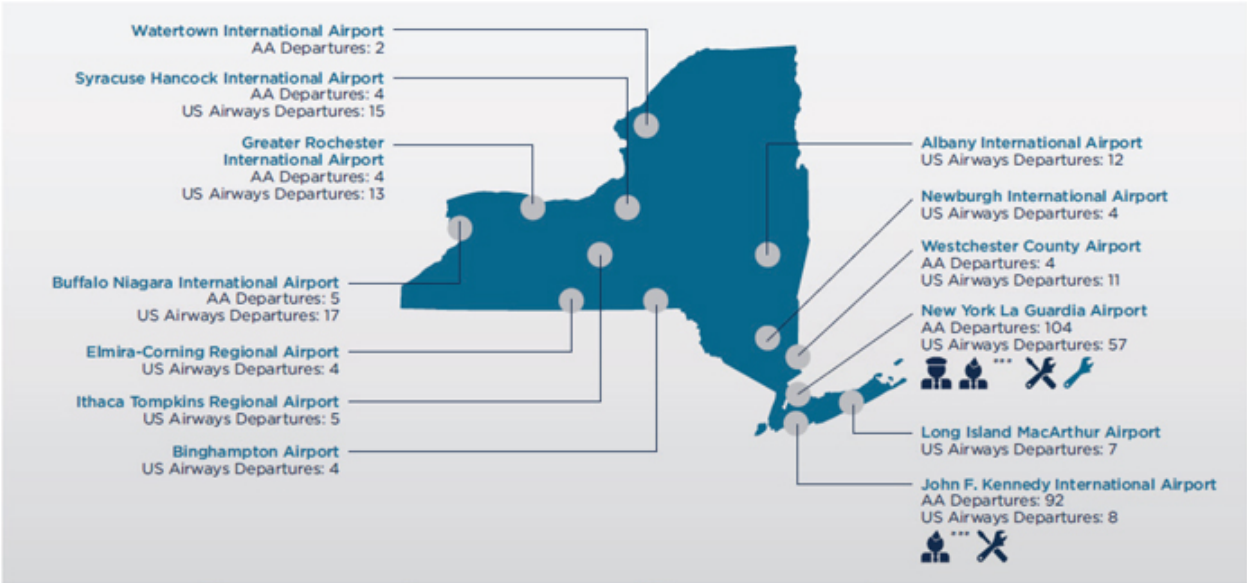 Watertown International Airport
AA Departures: 2
Syracuse Hancock International Airport
AA Departures: 4
US Airways Departures: 15
Greater Rochester
International Airport
AA Departures: 4
US Airways Departures: 13
Buffalo Niagara International Airport
AA Departures: 5
US Airways Departures: 17
Elmira-Corning Regional Airport
US Airways Departures: 4
Ithaca Tompkins Regional Airport
US Airways Departures: 5
Binghampton Airport
US Airways Departures: 4
Albany International Airport
US Airways Departures: 12
Newburgh International Airport
US Airways Departures: 4
Westchester County Airport
AA Departures: 4
US Airways Departures: 11
New York La Guardia Airport
AA Departures: 104
US Airways Departures: 57
***
Long Island MacArthur Airport
US Airways Departures: 7
John F. Kennedy International Airport
AA Departures: 92
US Airways Departures: 8
***